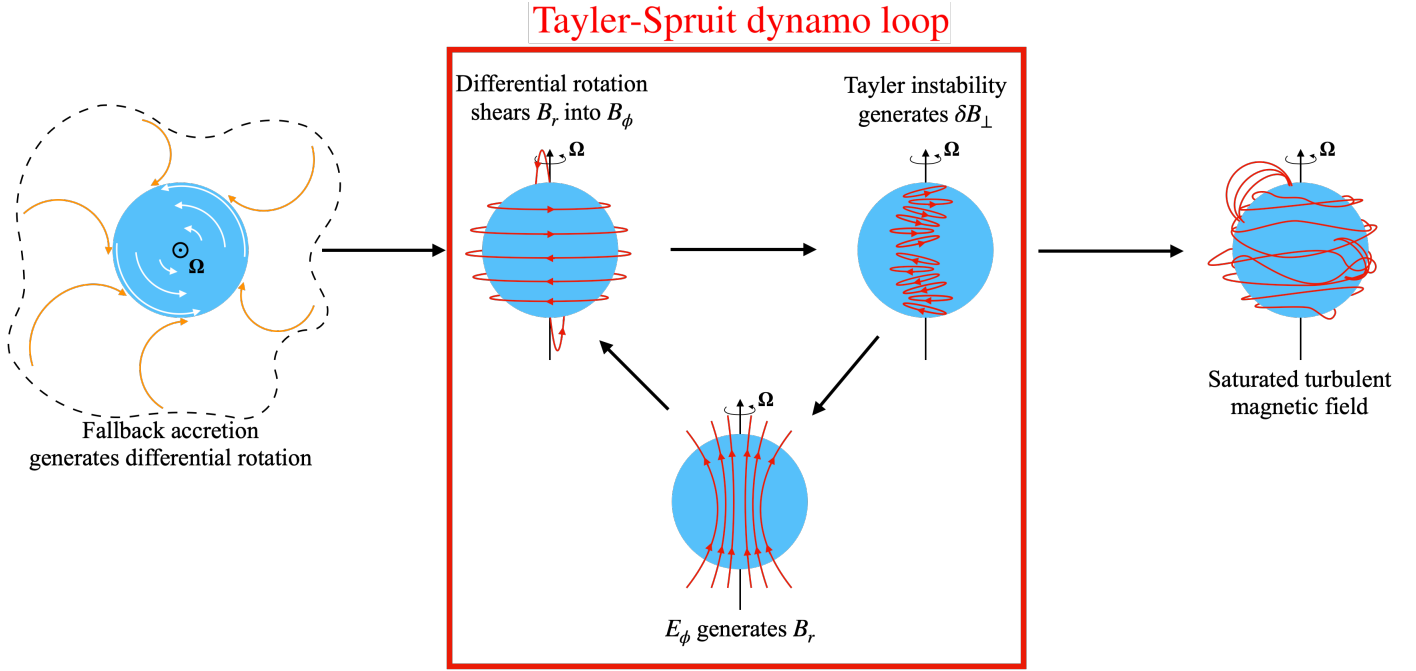 Tayler-Spruit dynamo loop
Differential rotation
shears B_r into B_ϕ
Tayler instability
generates δB_⊥
Ω
Ω
Ω
Ω
Fallback accretion
generates differential rotation
Saturated turbulent
magnetic field
Ω
E_ϕ generates B_r